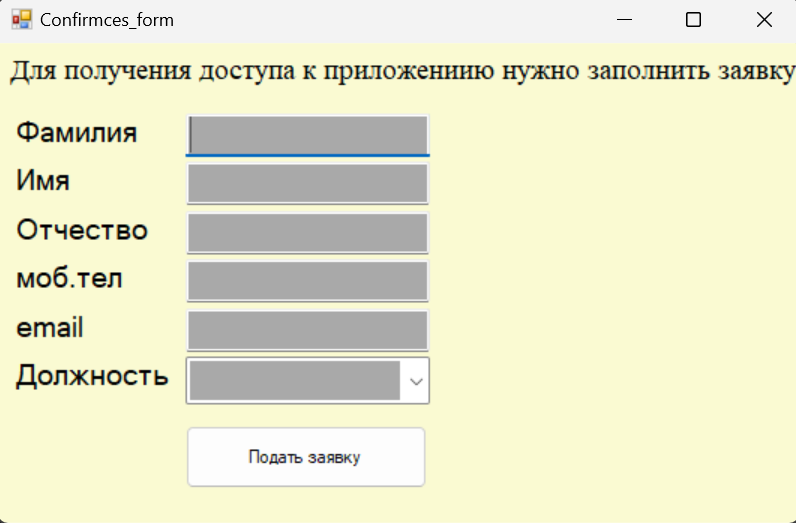 Confirmces_form
Для получения доступа к приложениию нужно заполнить заявку
Фамилия
Имя
Отчество
моб.тел
email
Должность
Подать заявку